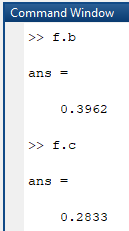 Command Window
>> f.b
ans =
0.3962
>> f.c
ans =
0.2833